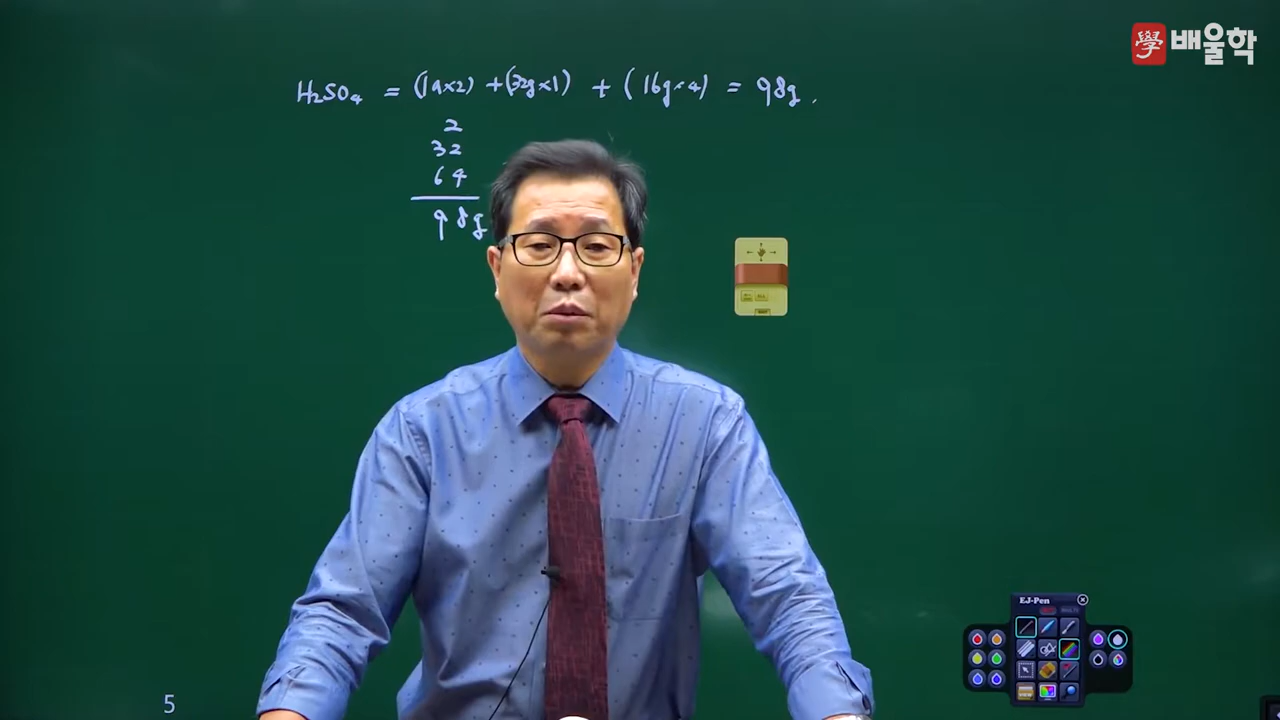 學 배울학
H₂SO₄ = (1g×2) + (32g×1) + (16g×4) = 98g.
2
32
64
98g
EJ-Pen
5